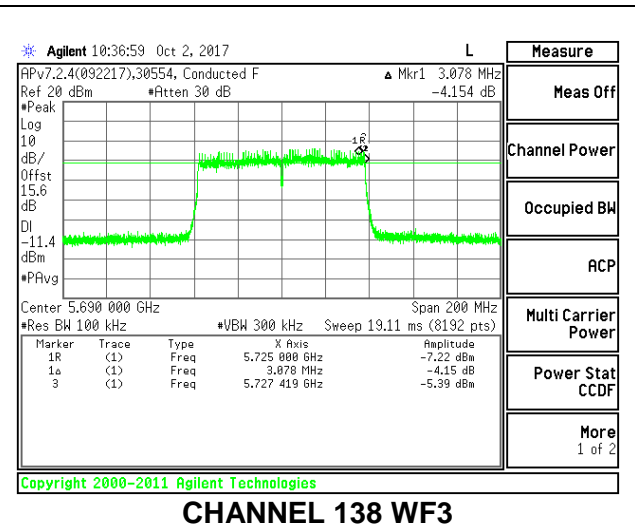 Agilent 10:36:59 Oct 2, 2017 L
APv7.2.4(092217),30554, Conducted F
Δ Mkr1 3.078 MHz
Ref 20 dBm #Atten 30 dB -4.154 dB
#Peak
Log
10
dB/
Offst
15.6
dB
DI
-11.4
dBm
#PAvg
1R
Center 5.690 000 GHz Span 200 MHz
#Res BW 100 kHz #VBW 300 kHz Sweep 19.11 ms (8192 pts)
Marker Trace Type X Axis Amplitude
1R (1) Freq 5.725 000 GHz -7.22 dBm
1Δ (1) Freq 3.078 MHz -4.15 dB
3 (1) Freq 5.727 419 GHz -5.39 dBm
Copyright 2000-2011 Agilent Technologies
Measure
Meas Off
Channel Power
Occupied BW
ACP
Multi Carrier
Power
Power Stat
CCDF
More
1 of 2
CHANNEL 138 WF3